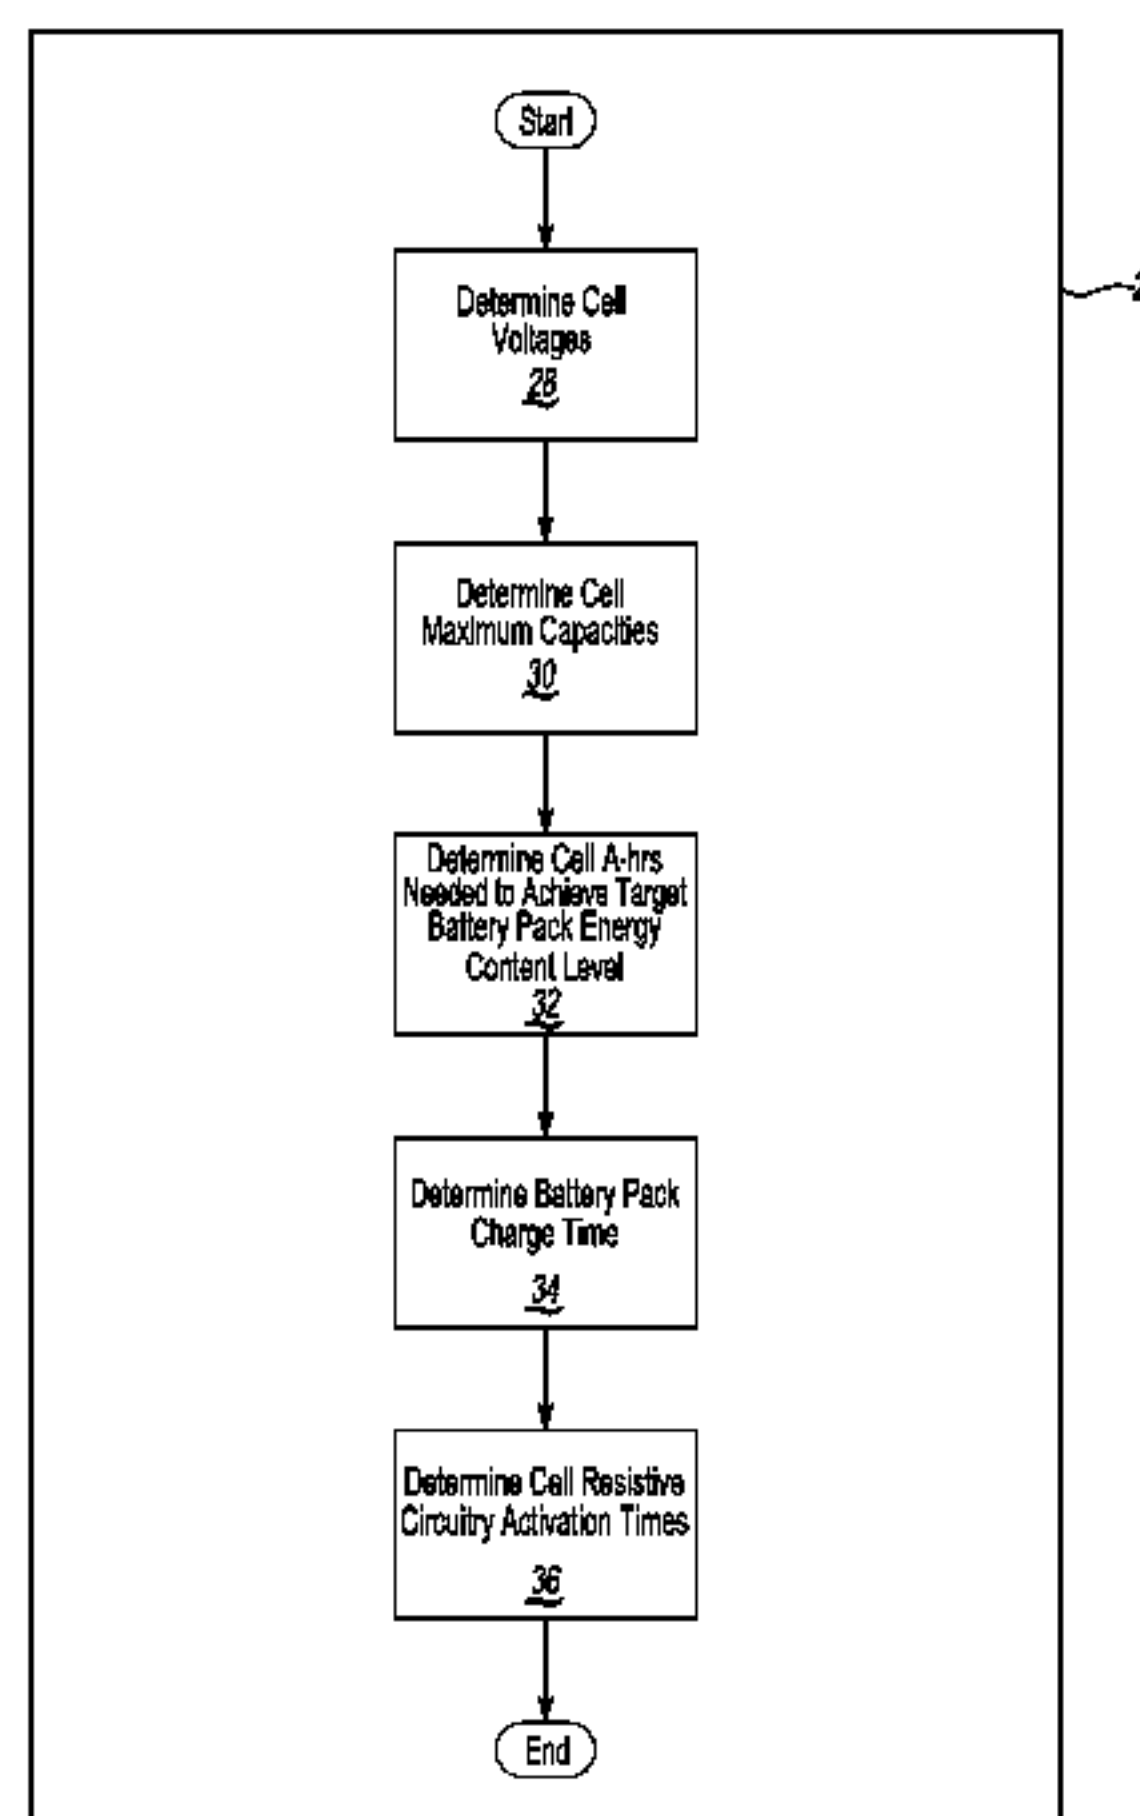 Start
Determine Cell
Voltages
28
Determine Cell
Maximum Capacities
30
Determine Cell A-hrs
Needed to Achieve Target
Battery Pack Energy
Content Level
32
Determine Battery Pack
Charge Time
34
Determine Cell Resistive
Circuitry Activation Times
36
End